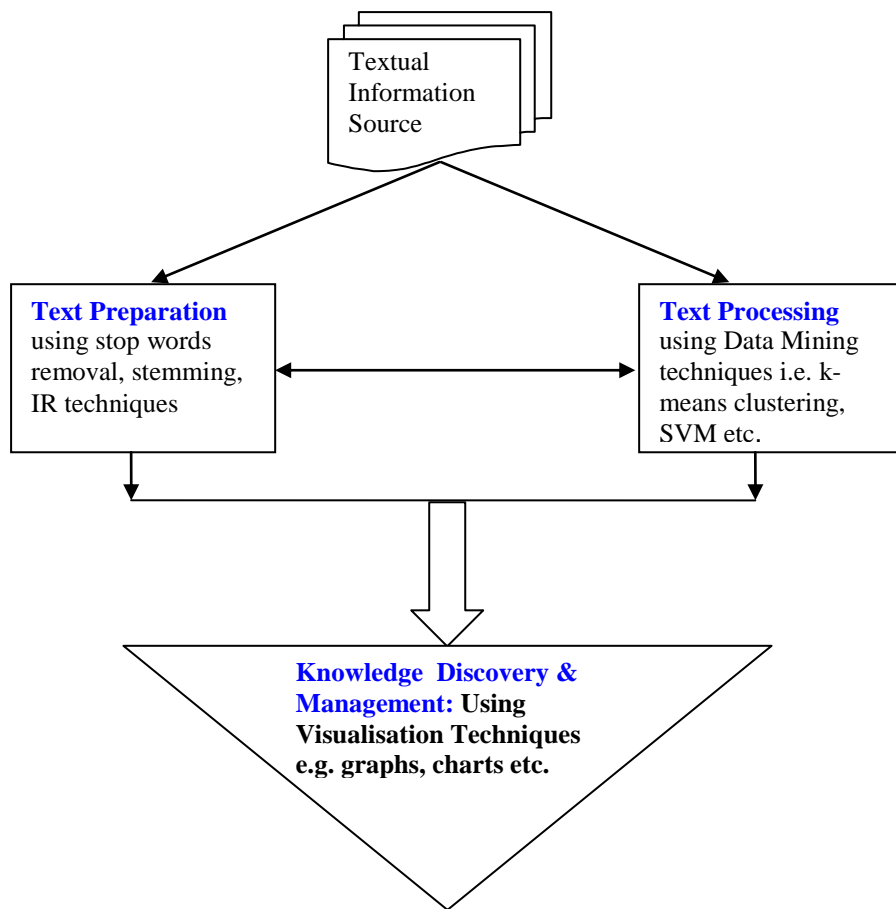 Textual
Information
Source
Text Preparation
using stop words
removal, stemming,
IR techniques
Text Processing
using Data Mining
techniques i.e. k-
means clustering,
SVM etc.
Knowledge Discovery &
Management: Using
Visualisation Techniques
e.g. graphs, charts etc.